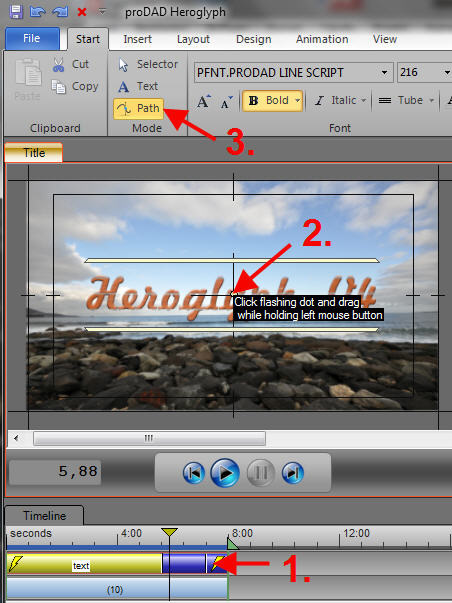 proDAD Heroglyph
File Start Insert Layout Design Animation View
Paste
Cut
Copy
Clipboard
Selector
Text
Path
Mode
PFNT.PRODAD LINE SCRIPT 216
A A B Bold I Italic Tube A
Font
3.
Title
2.
Heroglyph V4
Click flashing dot and drag
while holding left mouse button
5,88
Timeline
seconds 4:00 8:00 12:00
text
1.
(10)